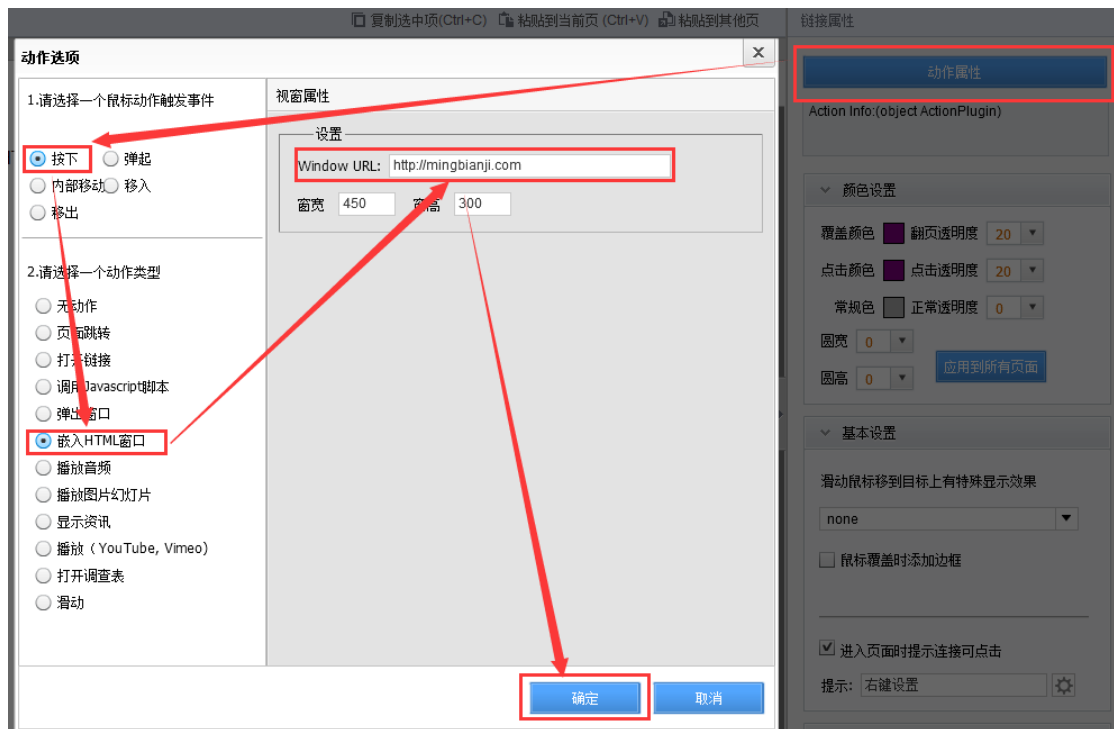 复制选中项(Ctrl+C) 粘贴到当前页 (Ctrl+V) 粘贴到其他页
链接属性
动作选项
1.请选择一个鼠标动作触发事件
按下 弹起
内部移动 移入
移出
2.请选择一个动作类型
无动作
页面跳转
打开链接
调用Javascript脚本
弹出窗口
嵌入HTML窗口
播放音频
播放图片幻灯片
显示资讯
播放（YouTube, Vimeo)
打开调查表
滑动
视窗属性
设置
Window URL: http://mingbianji.com
窗宽 450 窗高 300
确定 取消
动作属性
Action Info:(object ActionPlugin)
颜色设置
覆盖颜色 翻页透明度 20
点击颜色 点击透明度 20
常规色 正常透明度 0
圆宽 0
圆高 0 应用到所有页面
基本设置
滑动鼠标移到目标上有特殊显示效果
none
鼠标覆盖时添加边框
进入页面时提示连接可点击
提示: 右键设置